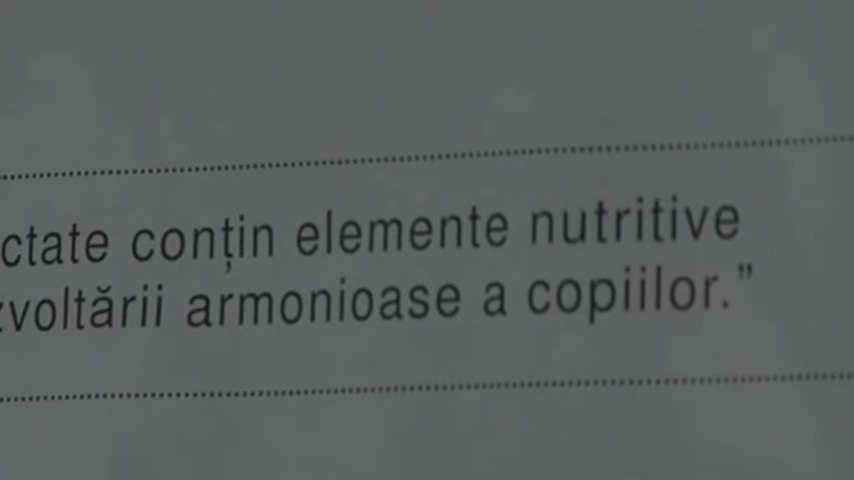 ctate conțin elemente nutritive
zvoltării armonioase a copiilor.”